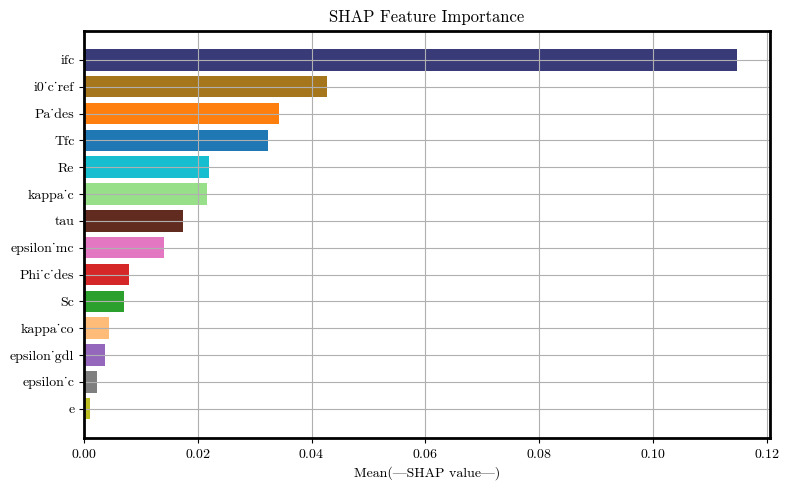 SHAP Feature Importance
ifc
i0˙c˙ref
Pa˙des
Tfc
Re
kappa˙c
tau
epsilon˙mc
Phi˙c˙des
Sc
kappa˙co
epsilon˙gdl
epsilon˙c
e
0.00 0.02 0.04 0.06 0.08 0.10 0.12
Mean(—SHAP value—)